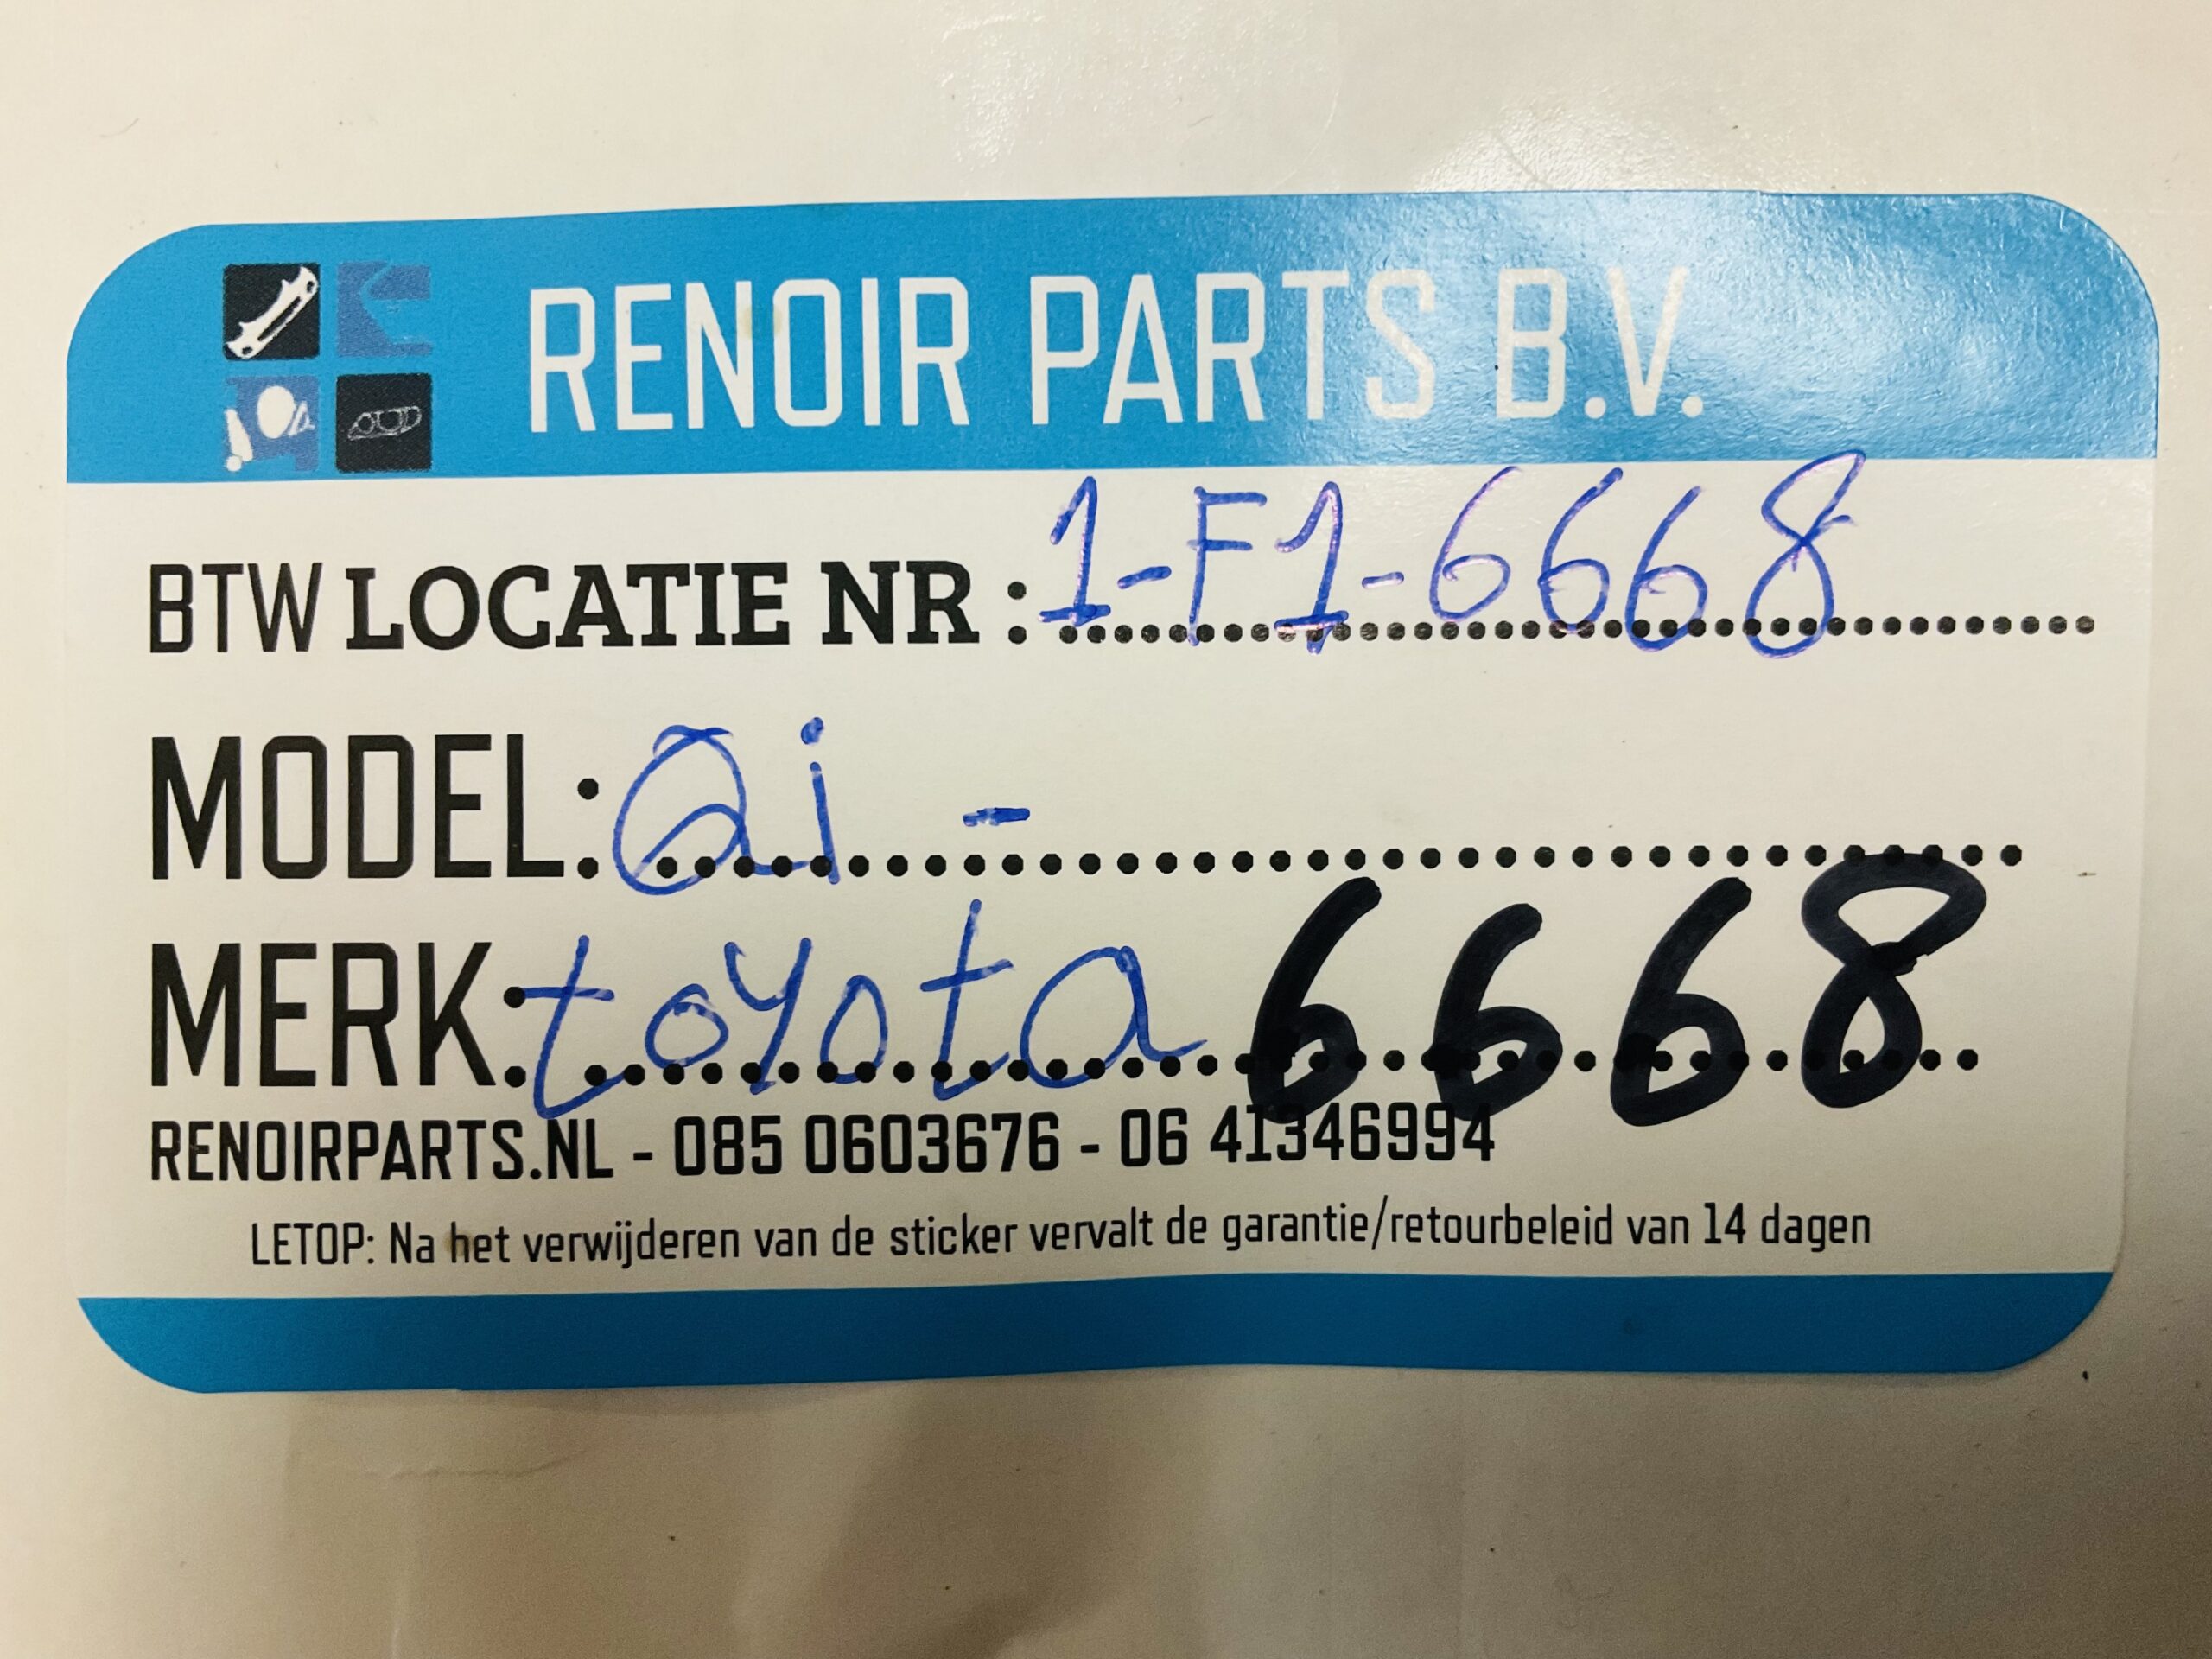 RENOIR PARTS B.V.
BTW LOCATIE NR : 1-F1-6668
MODEL: Qi -
MERK: toyota 6668
RENOIRPARTS.NL - 085 0603676 - 06 41346994
LETOP: Na het verwijderen van de sticker vervalt de garantie/retourbeleid van 14 dagen